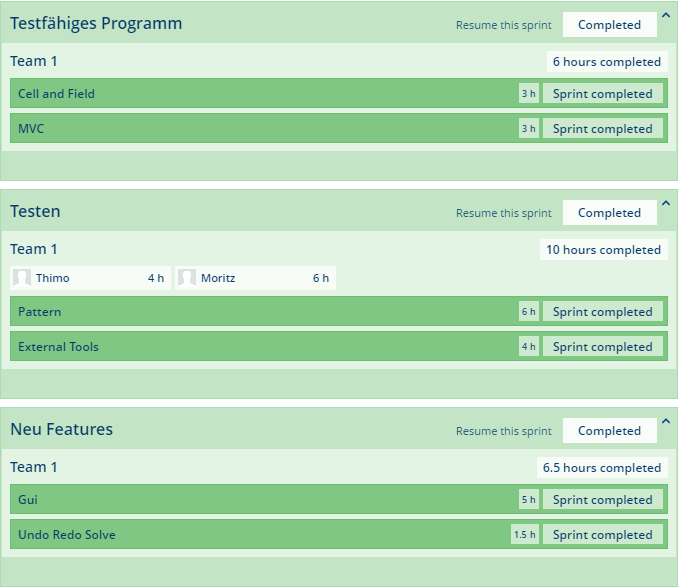 Testfähiges Programm Resume this sprint Completed
Team 1 6 hours completed
Cell and Field 3 h Sprint completed
MVC 3 h Sprint completed
Testen Resume this sprint Completed
Team 1 10 hours completed
Thimo 4 h Moritz 6 h
Pattern 6 h Sprint completed
External Tools 4 h Sprint completed
Neu Features Resume this sprint Completed
Team 1 6.5 hours completed
Gui 5 h Sprint completed
Undo Redo Solve 1.5 h Sprint completed